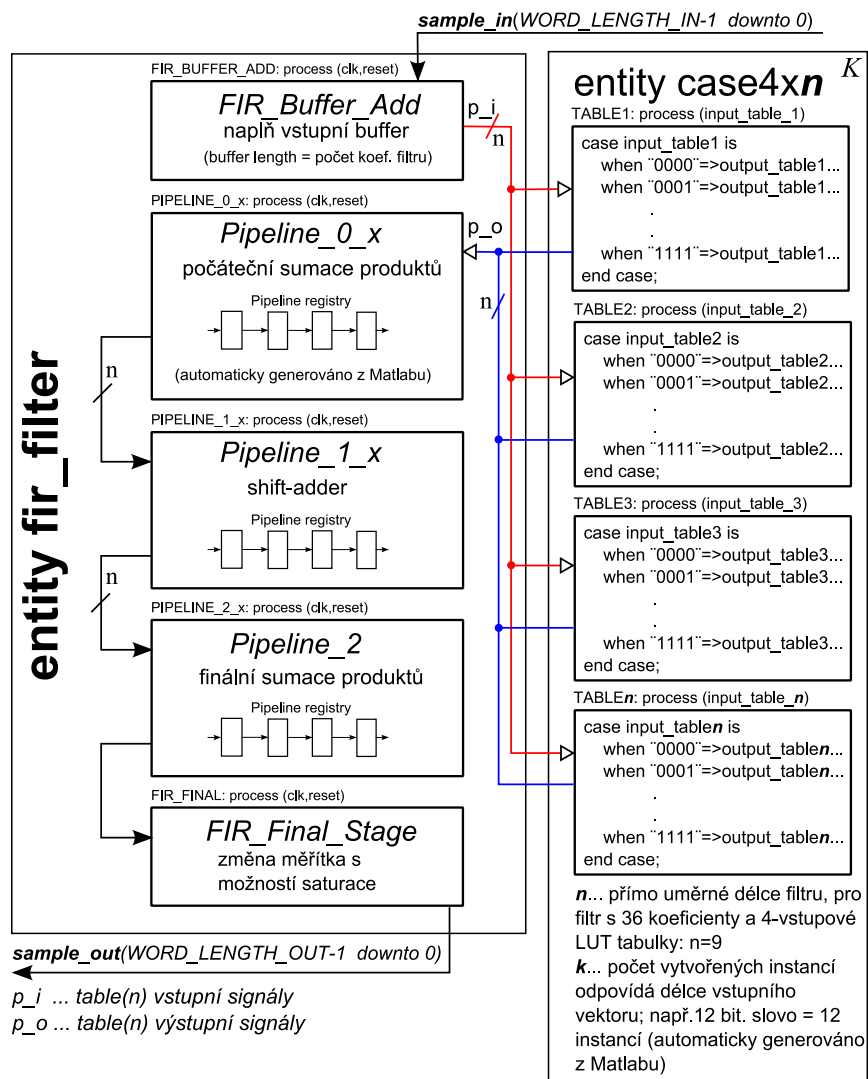 sample_in(WORD_LENGTH_IN-1 downto 0)
entity fir_filter
FIR_BUFFER_ADD: process (clk,reset)
FIR_Buffer_Add
naplň vstupní buffer
(buffer length = počet koef. filtru)
p_i
n
PIPELINE_0_x: process (clk,reset)
Pipeline_0_x
počáteční sumace produktů
Pipeline registry
(automaticky generováno z Matlabu)
p_o
n
n
PIPELINE_1_x: process (clk,reset)
Pipeline_1_x
shift-adder
Pipeline registry
n
PIPELINE_2_x: process (clk,reset)
Pipeline_2
finální sumace produktů
Pipeline registry
FIR_FINAL: process (clk,reset)
FIR_Final_Stage
změna měřítka s
možností saturace
sample_out(WORD_LENGTH_OUT-1 downto 0)
p_i ... table(n) vstupní signály
p_o ... table(n) výstupní signály
K
entity case4xn
TABLE1: process (input_table_1)
case input_table1 is
when ¨0000¨=>output_table1...
when ¨0001¨=>output_table1...
.
.
when ¨1111¨=>output_table1...
end case;
TABLE2: process (input_table_2)
case input_table2 is
when ¨0000¨=>output_table2...
when ¨0001¨=>output_table2...
.
.
when ¨1111¨=>output_table2...
end case;
TABLE3: process (input_table_3)
case input_table3 is
when ¨0000¨=>output_table3...
when ¨0001¨=>output_table3...
.
.
when ¨1111¨=>output_table3...
end case;
TABLEn: process (input_table_n)
case input_tablen is
when ¨0000¨=>output_tablen...
when ¨0001¨=>output_tablen...
.
.
when ¨1111¨=>output_tablen...
end case;
n... přímo uměrné délce filtru, pro
filtr s 36 koeficienty a 4-vstupové
LUT tabulky: n=9
k... počet vytvořených instancí
odpovídá délce vstupního
vektoru; např.12 bit. slovo = 12
instancí (automaticky generováno
z Matlabu)